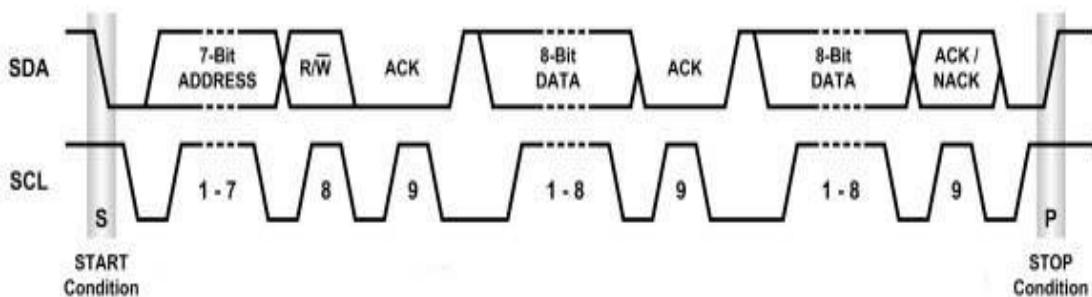 SDA
7-Bit
ADDRESS
R/W̅
ACK
8-Bit
DATA
ACK
8-Bit
DATA
ACK /
NACK
SCL
S
1 - 7
8
9
1 - 8
9
1 - 8
9
P
START
Condition
STOP
Condition